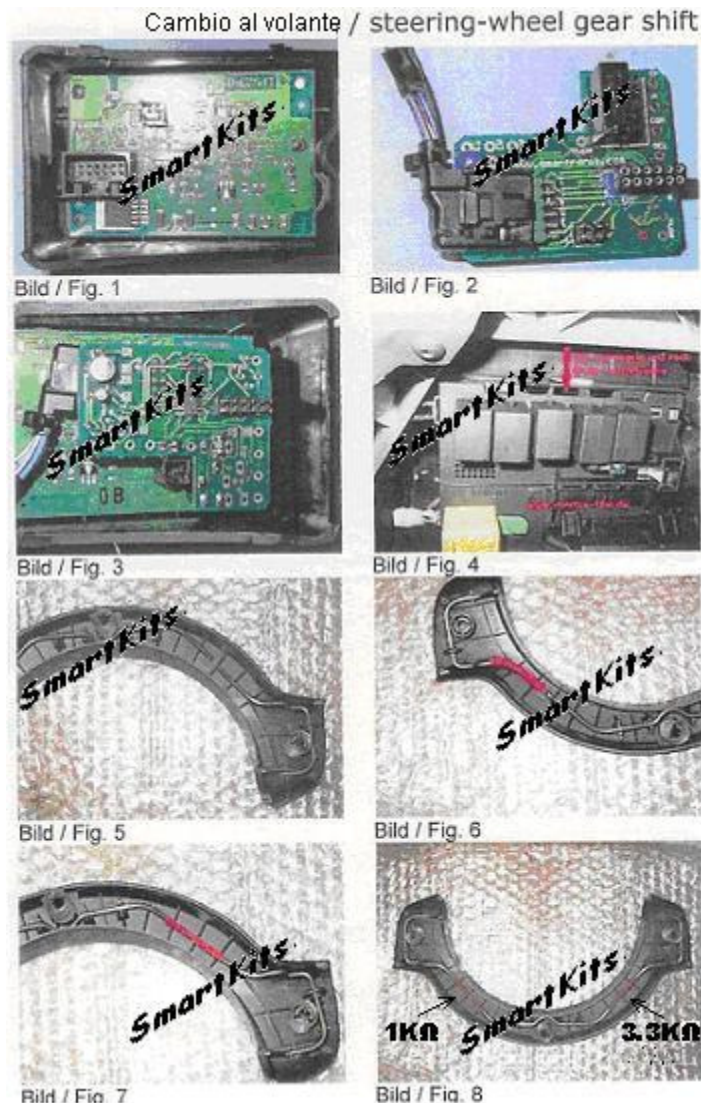 Cambio al volante / steering-wheel gear shift
SmartKits
SmartKits
Bild / Fig. 1
Bild / Fig. 2
SmartKits
SmartKits
08
Bild / Fig. 3
Bild / Fig. 4
SmartKits
SmartKits
Bild / Fig. 5
Bild / Fig. 6
SmartKits
SmartKits
1KΩ
3.3KΩ
Bild / Fig. 7
Bild / Fig. 8